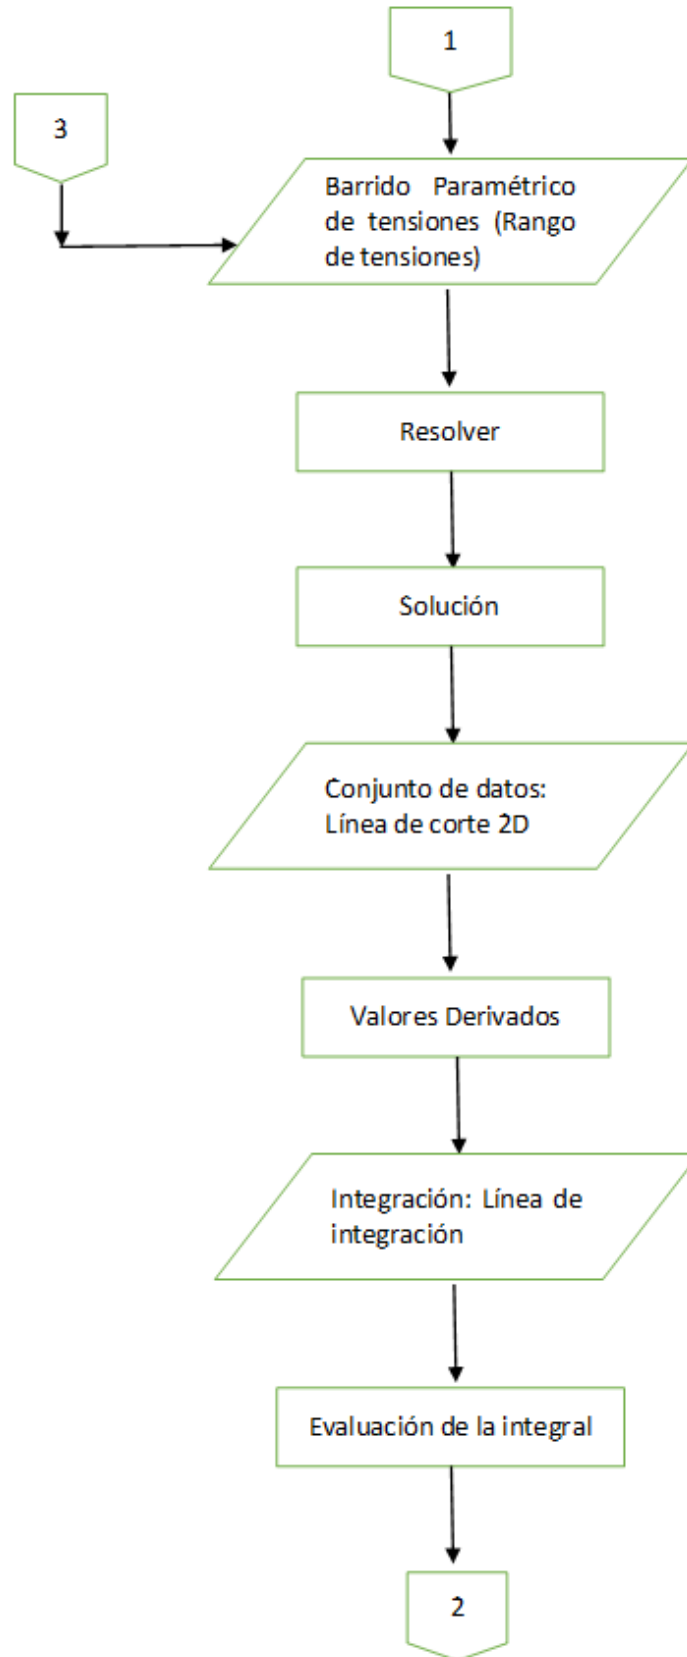 1
3
Barrido Paramétrico
de tensiones (Rango
de tensiones)
Resolver
Solución
Conjunto de datos:
Línea de corte 2D
Valores Derivados
Integración: Línea de
integración
Evaluación de la integral
2